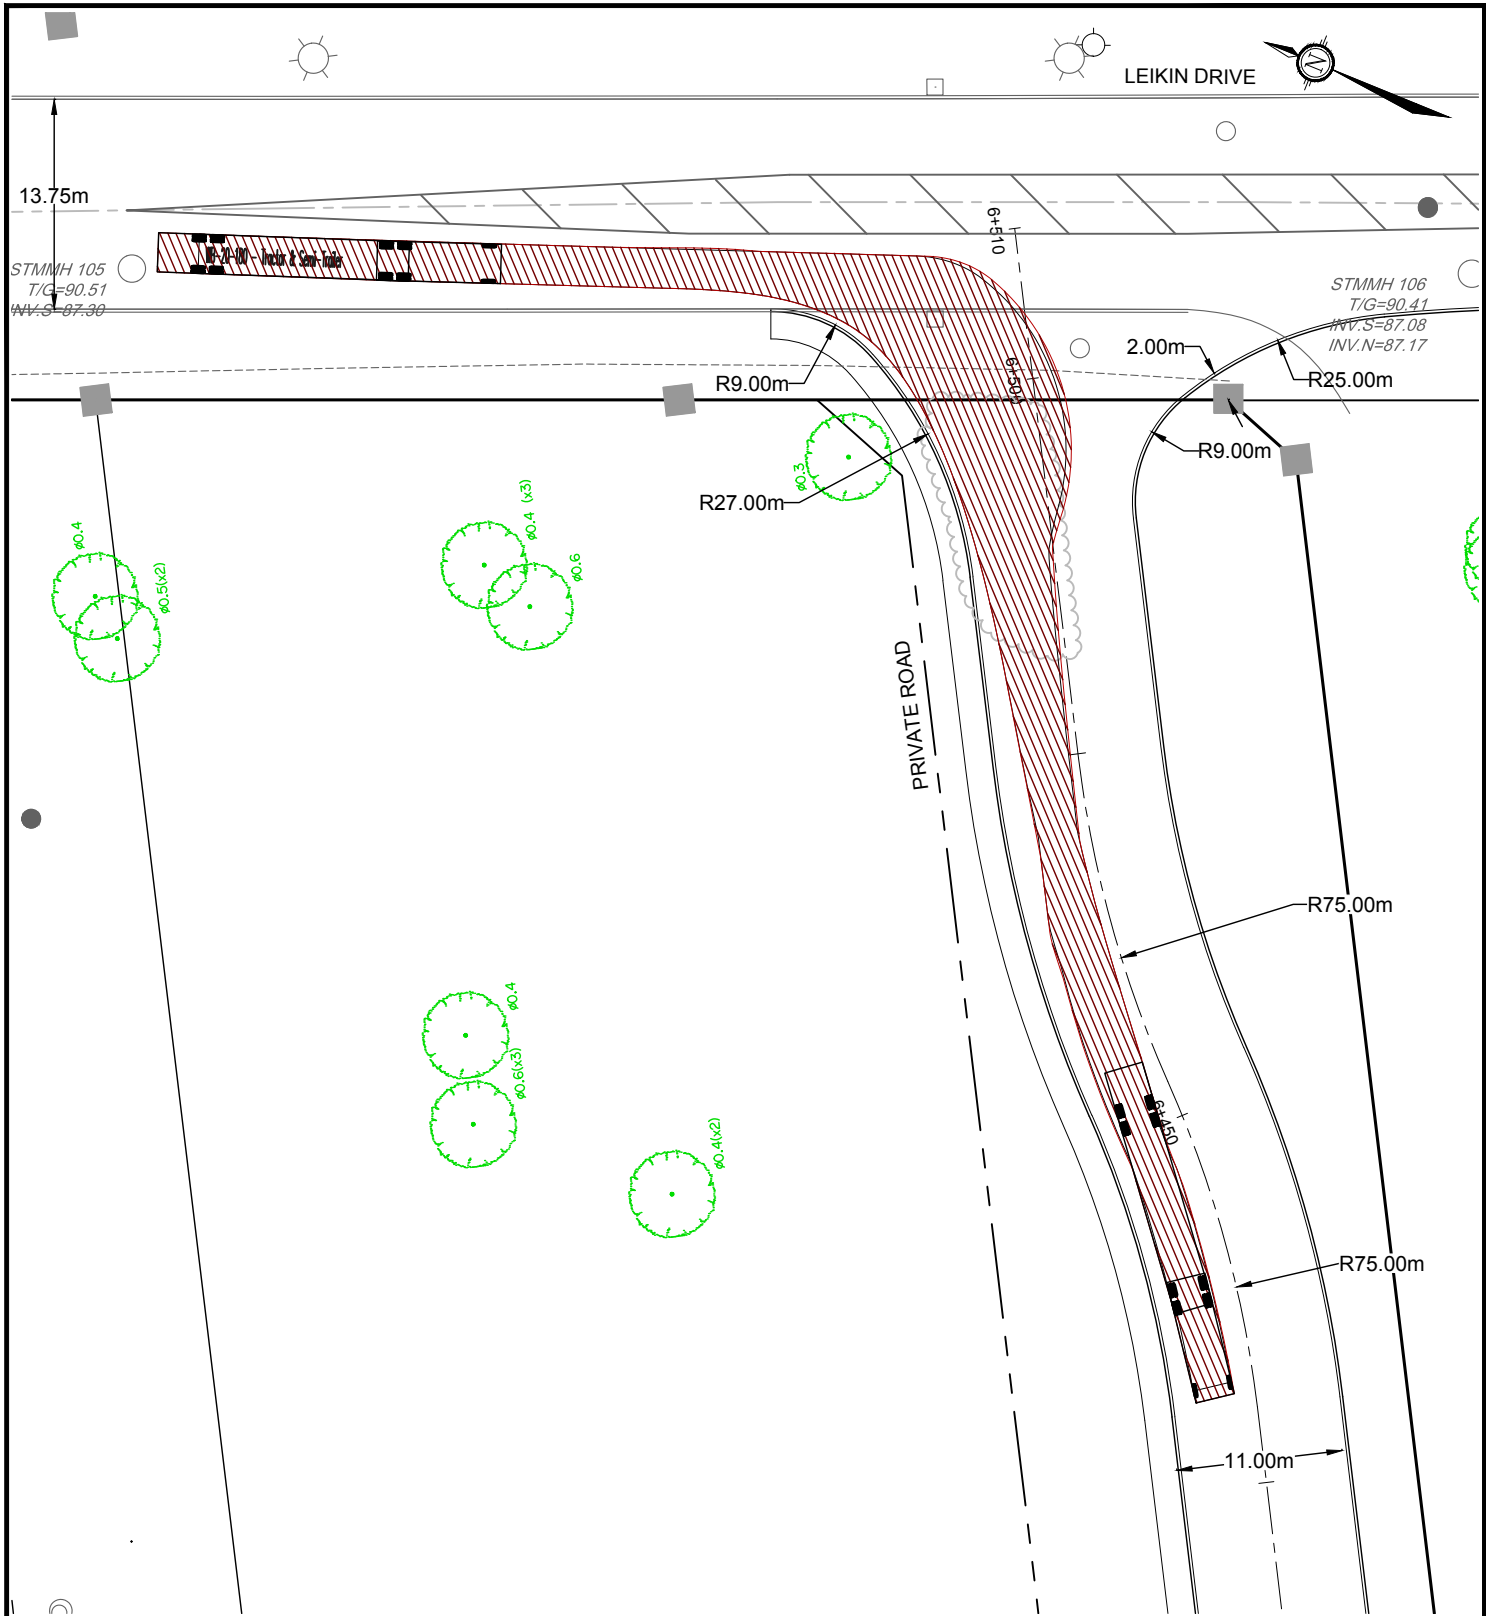 LEIKIN DRIVE
N
13.75m
6+510
STMMH 105
T/G=90.51
INV.S=87.30
- Tractor & Semi-Trailer
STMMH 106
T/G=90.41
INV.S=87.08
INV.N=87.17
2.00m
R9.00m
6+500
R25.00m
R9.00m
ø0.3
R27.00m
ø0.4 (x3)
ø0.4
ø0.6
ø0.5(x2)
PRIVATE ROAD
R75.00m
ø0.4
ø0.6(x3)
6+450
ø0.4(x2)
R75.00m
11.00m